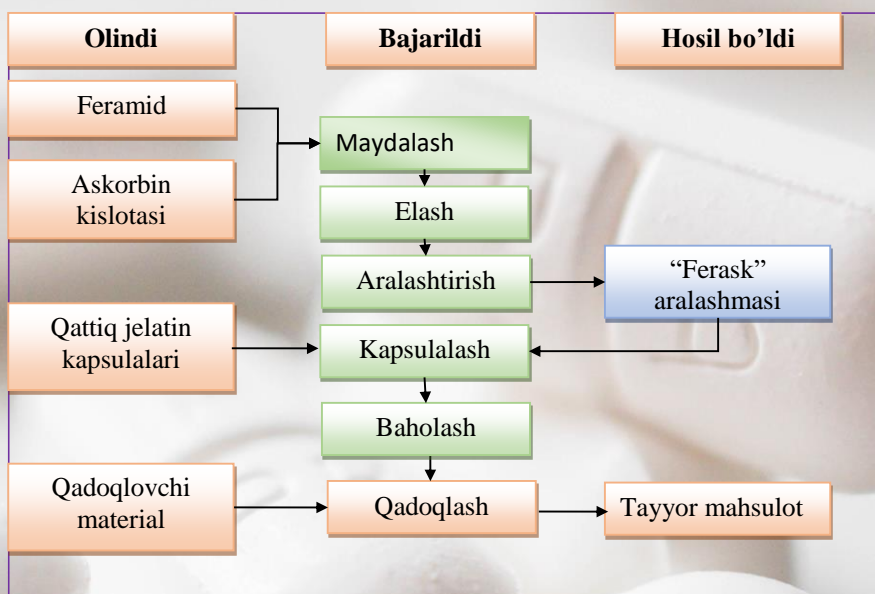 Olindi
Bajarildi
Hosil bo’ldi
Feramid
Maydalash
Askorbin
kislotasi
Elash
Aralashtirish
“Ferask”
aralashmasi
Qattiq jelatin
kapsulalari
Kapsulalash
Baholash
Qadoqlovchi
material
Qadoqlash
Tayyor mahsulot